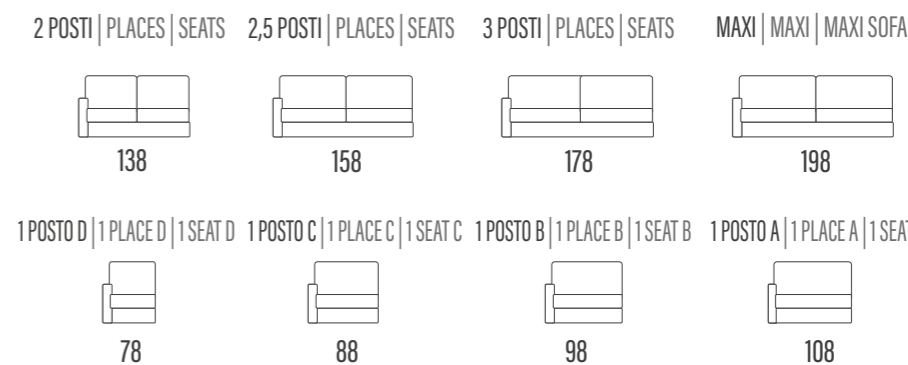 2 POSTI | PLACES | SEATS 2,5 POSTI | PLACES | SEATS 3 POSTI | PLACES | SEATS MAXI | MAXI | MAXI SOFA
138 158 178 198
1 POSTO D | 1 PLACE D | 1 SEAT D 1 POSTO C | 1 PLACE C | 1 SEAT C 1 POSTO B | 1 PLACE B | 1 SEAT B 1 POSTO A | 1 PLACE A | 1 SEAT
78 88 98 108